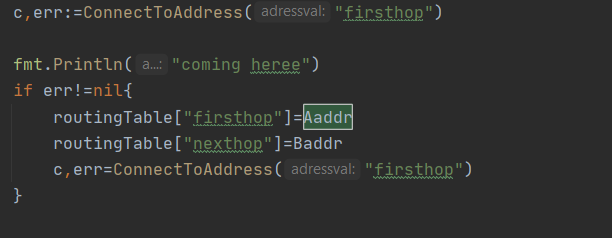 c,err:=ConnectToAddress( adressval: "firsthop")
fmt.Println( a...: "coming heree")
if err!=nil{
routingTable["firsthop"]=Aaddr
routingTable["nexthop"]=Baddr
c,err=ConnectToAddress( adressval: "firsthop")
}